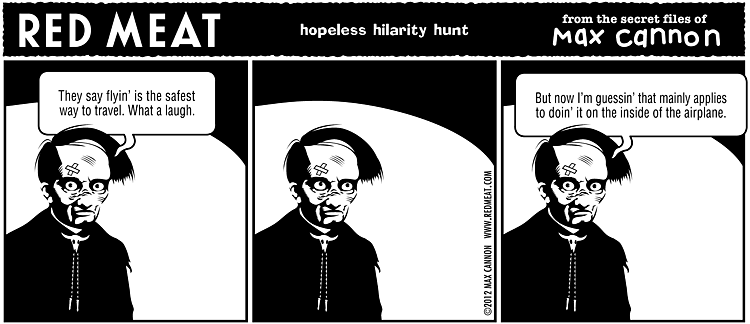 RED MEAT
hopeless hilarity hunt
from the secret files of
Max Cannon
They say flyin' is the safest
way to travel. What a laugh.
©2012 MAX CANNON WWW.REDMEAT.COM
But now I'm guessin' that mainly applies
to doin' it on the inside of the airplane.